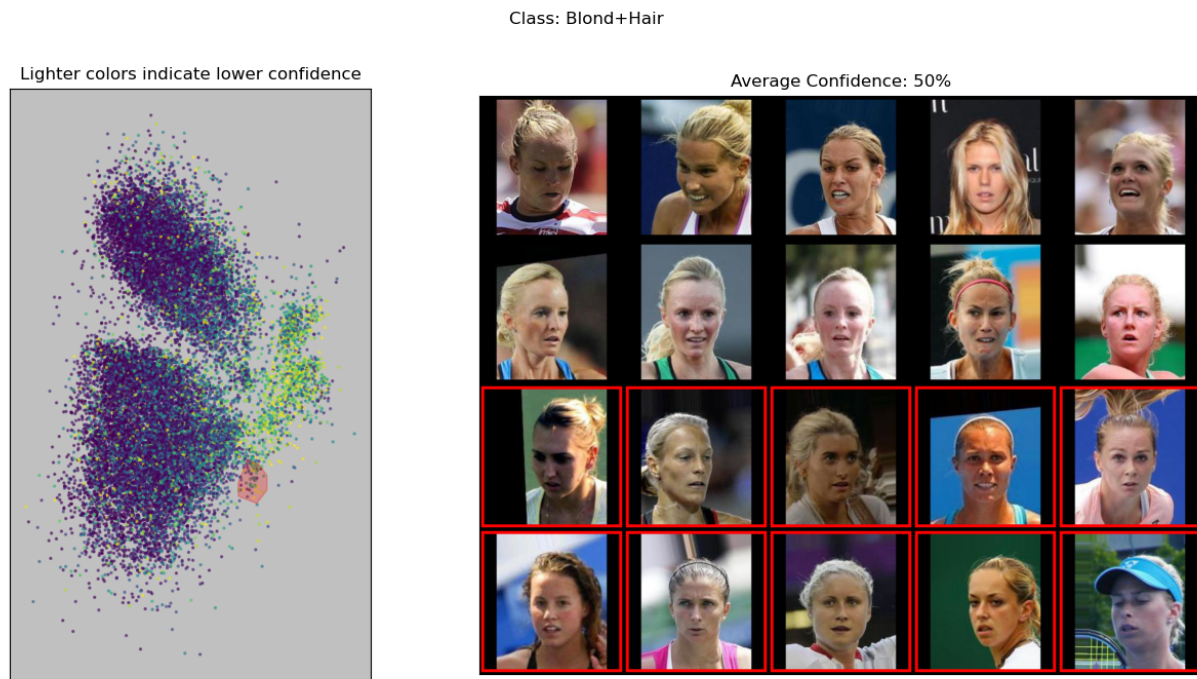 Class: Blond+Hair
Lighter colors indicate lower confidence
Average Confidence: 50%